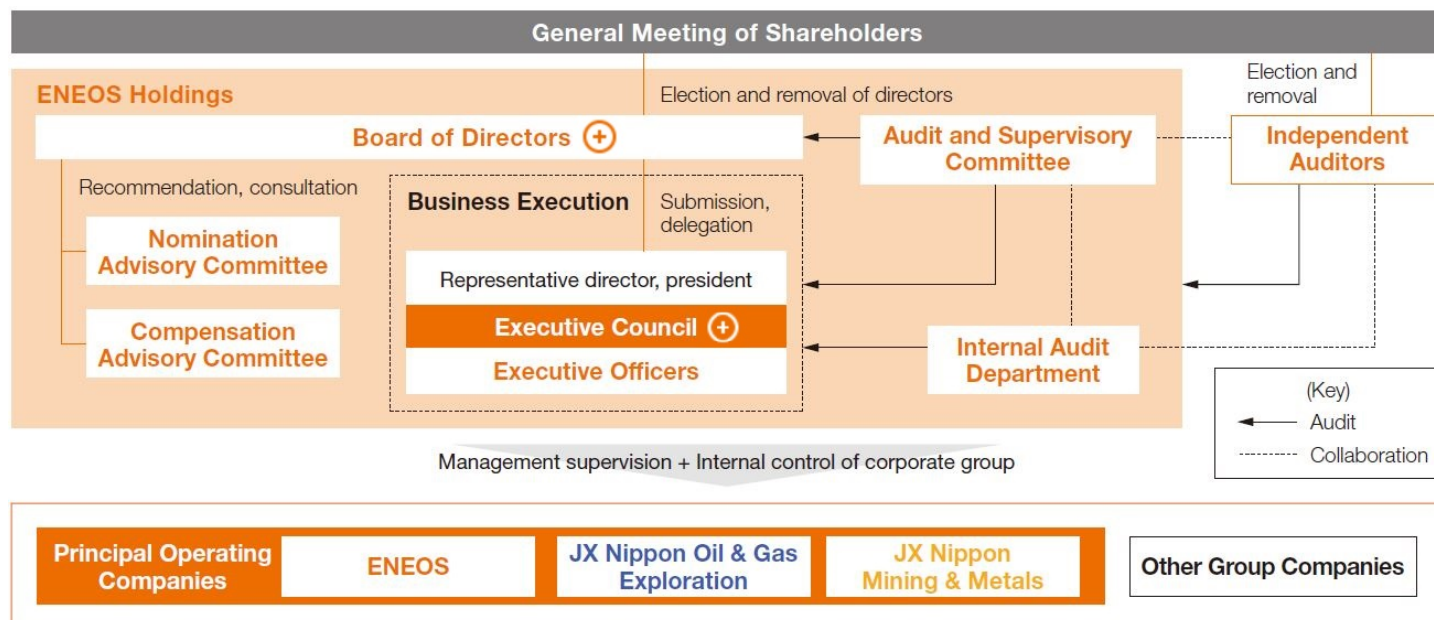 General Meeting of Shareholders
ENEOS Holdings
Election and removal of directors
Election and
removal
Board of Directors
Audit and Supervisory
Committee
Independent
Auditors
Recommendation, consultation
Business Execution
Submission,
delegation
Nomination
Advisory Committee
Representative director, president
Executive Council
Compensation
Advisory Committee
Executive Officers
Internal Audit
Department
(Key)
Audit
Collaboration
Management supervision + Internal control of corporate group
Principal Operating
Companies
ENEOS
JX Nippon Oil & Gas
Exploration
JX Nippon
Mining & Metals
Other Group Companies